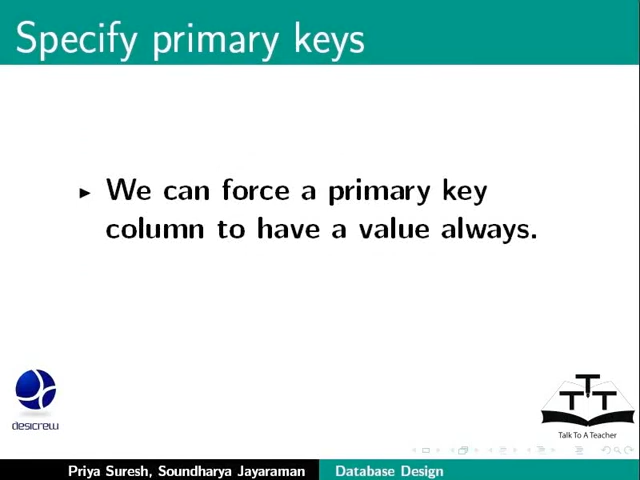 Specify primary keys
We can force a primary key
column to have a value always.
desicrew
T
T T
Talk To A Teacher
Priya Suresh, Soundharya Jayaraman
Database Design